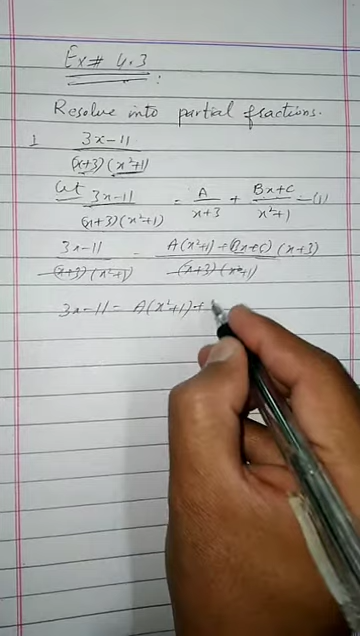 Ex# 4.3
Resolve into partial fractions.
1 3x-11 / (x+3)(x²+1)
Let 3x-11 / (x+3)(x²+1) = A / x+3 + Bx+C / x²+1 —(1)
3x-11 / (x+3)(x²+1) = A(x²+1)+(Bx+C)(x+3) / (x+3)(x²+1)
3x-11 = A(x²+1)+